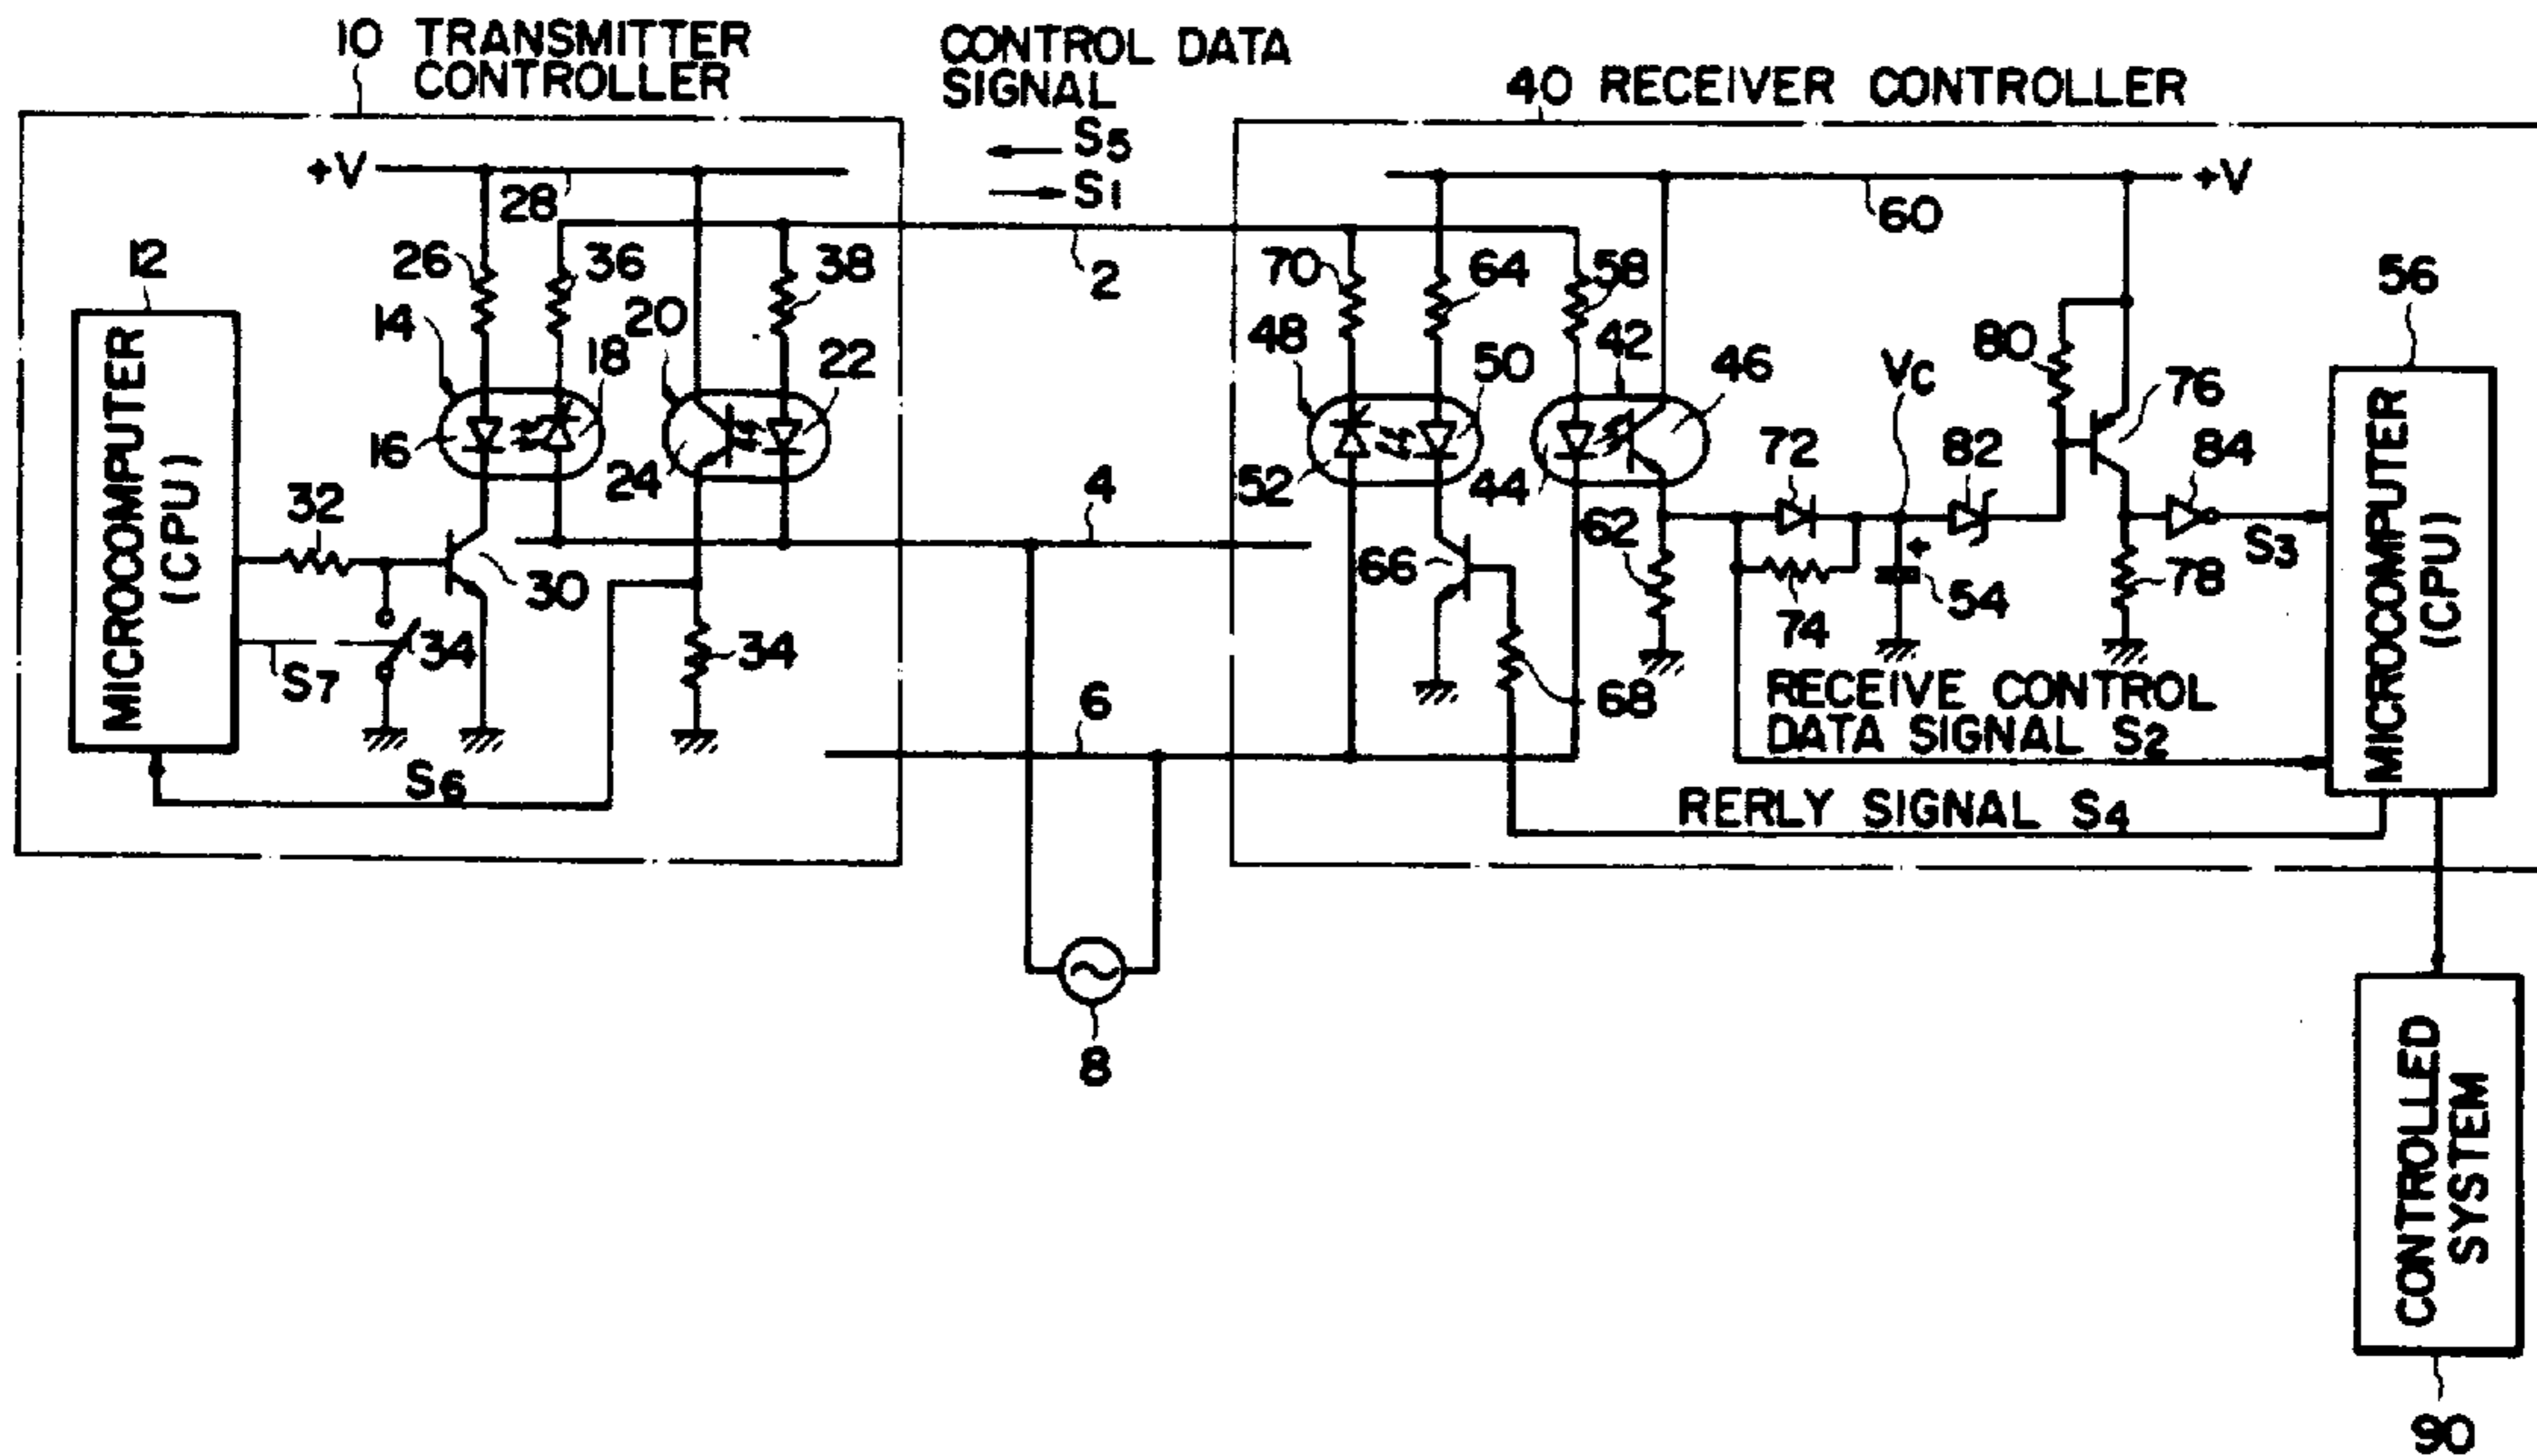 10 TRANSMITTER
CONTROLLER
CONTROL DATA
SIGNAL
S5
S1
40 RECEIVER CONTROLLER
+V
28
2
60
+V
12
26
36
20
38
14
18
22
16
24
MICROCOMPUTER
(CPU)
32
30
34
S7
34
S6
4
6
8
70
64
58
48
42
50
46
52
44
62
66
68
72
74
VC
82
80
76
84
54
+
78
S3
56
MICROCOMPUTER
(CPU)
RECEIVE CONTROL
DATA SIGNAL S2
RERLY SIGNAL S4
CONTROLLED
SYSTEM
90